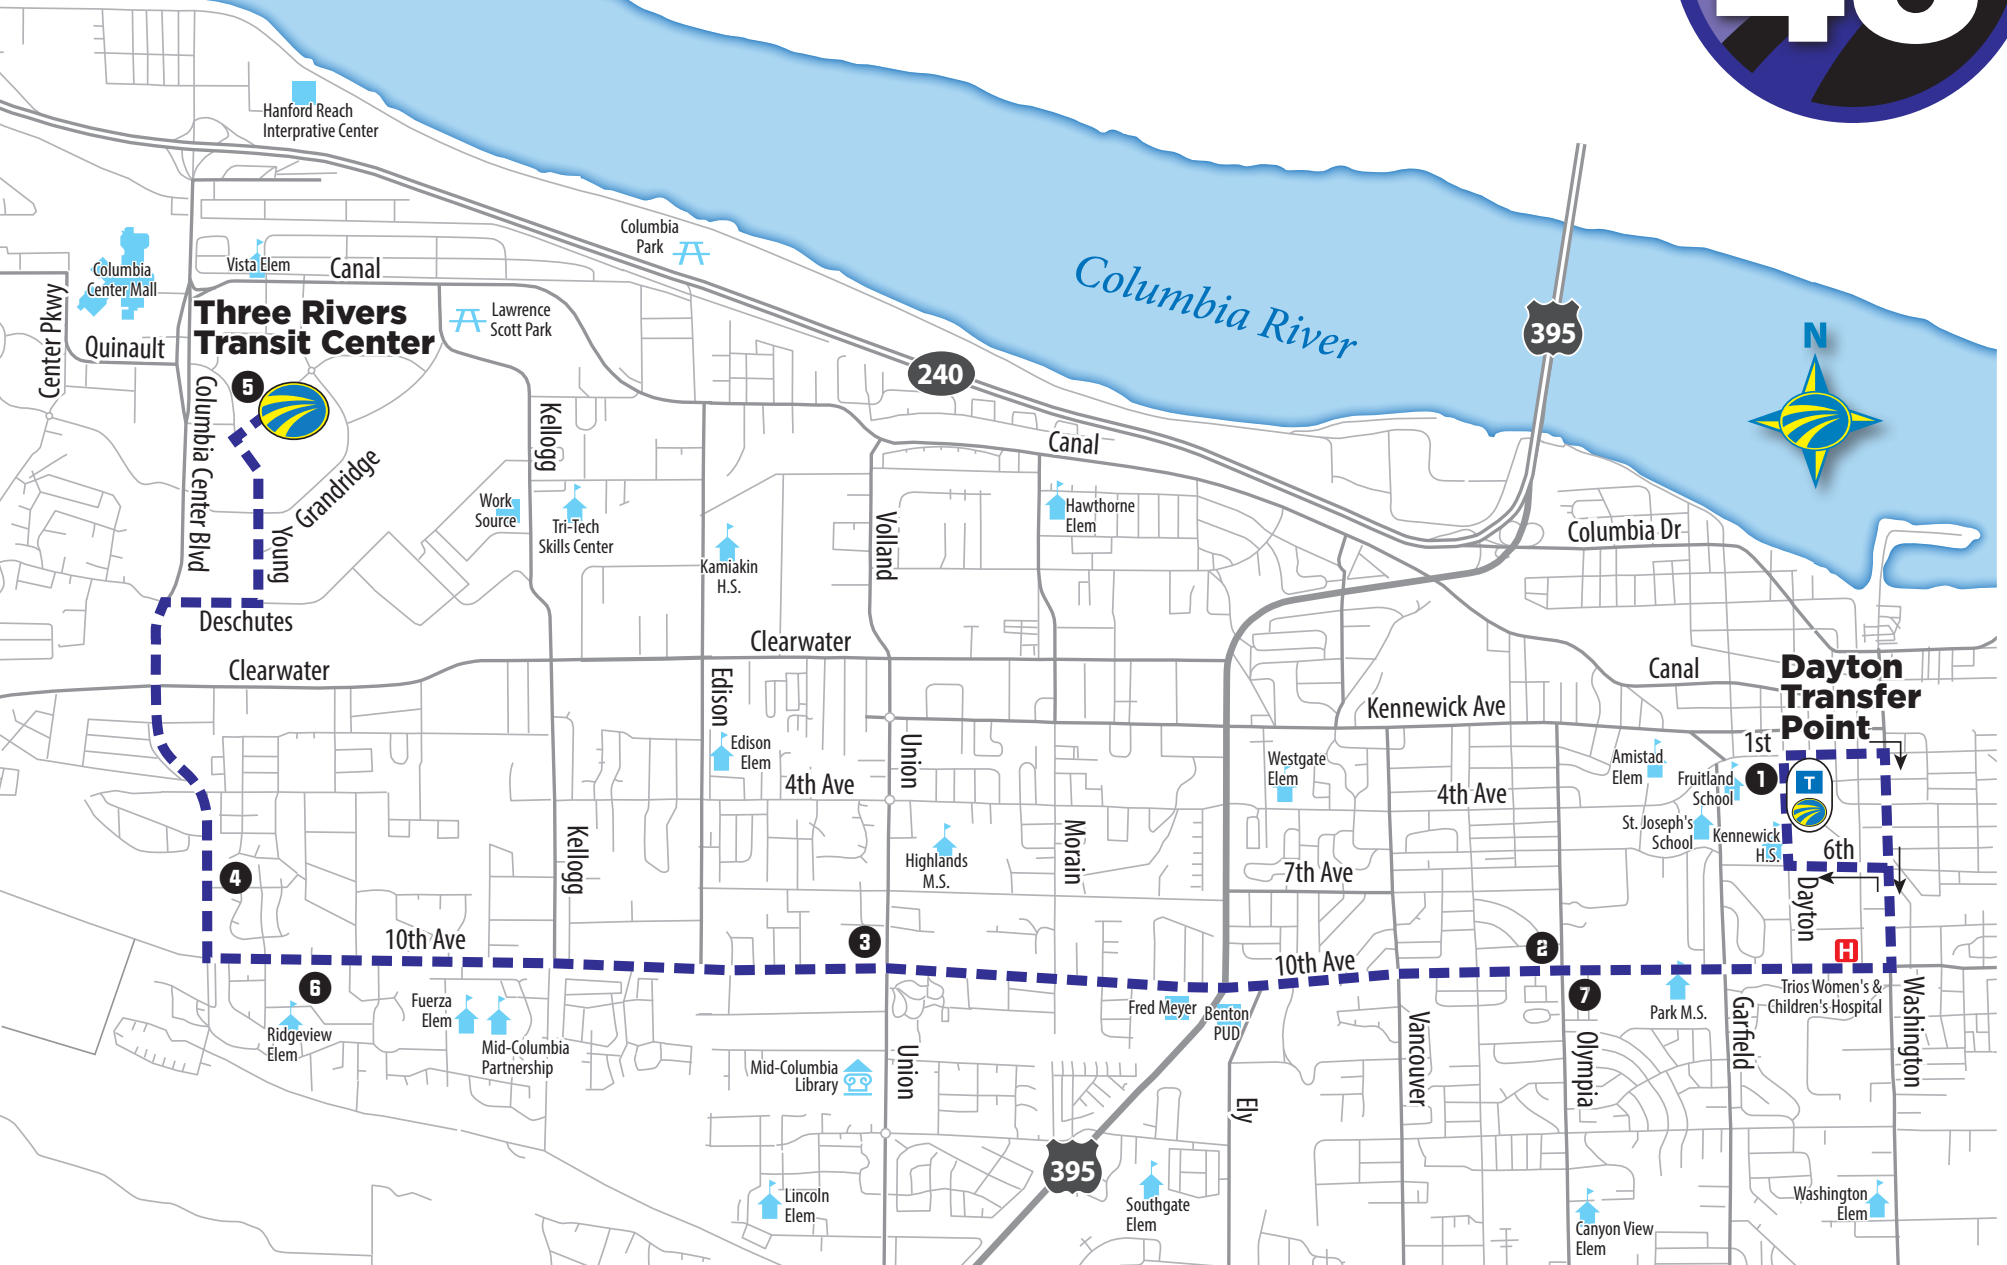 Hanford Reach
Interprative Center
Columbia
Park
Columbia
Center Mall
Vista Elem
Canal
Center Pkwy
Quinault
Three Rivers
Transit Center
Lawrence
Scott Park
Columbia River
395
N
240
5
Columbia Center Blvd
Kellogg
Canal
Grandridge
Young
Work
Source
Tri-Tech
Skills Center
Kamiakin
H.S.
Volland
Hawthorne
Elem
Columbia Dr
Deschutes
Clearwater
Clearwater
Canal
Dayton
Transfer
Point
Edison
Kennewick Ave
Edison
Elem
Union
4th Ave
Westgate
Elem
4th Ave
Amistad
Elem
1st
Fruitland
School
1
T
St. Joseph's
School
Kennewick
H.S.
6th
Kellogg
Highlands
M.S.
Morain
7th Ave
4
Dayton
10th Ave
3
10th Ave
2
H
6
7
Fuerza
Elem
Ridgeview
Elem
Mid-Columbia
Partnership
Fred Meyer
Benton
PUD
Park M.S.
Trios Women's &
Children's Hospital
Garfield
Washington
Vancouver
Olympia
Mid-Columbia
Library
Union
Ely
395
Lincoln
Elem
Southgate
Elem
Canyon View
Elem
Washington
Elem